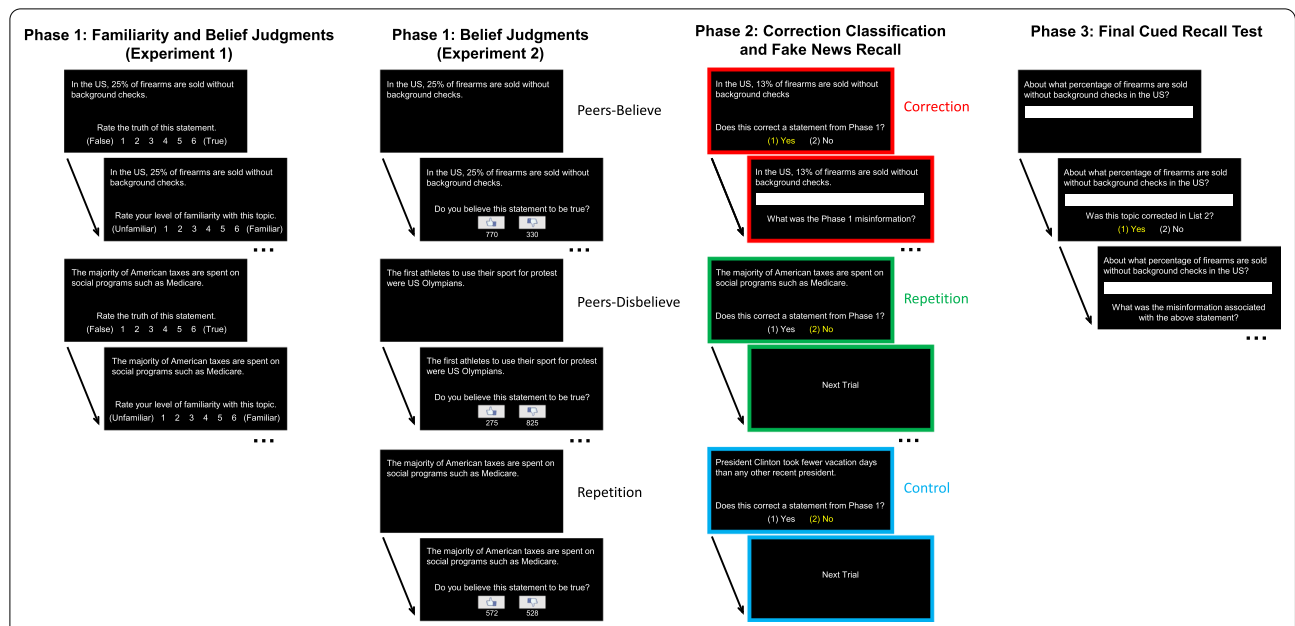 Phase 1: Familiarity and Belief Judgments
(Experiment 1)
In the US, 25% of firearms are sold without
background checks.
Rate the truth of this statement.
(False) 1 2 3 4 5 6 (True)
In the US, 25% of firearms are sold without
background checks.
Rate your level of familiarity with this topic.
(Unfamiliar) 1 2 3 4 5 6 (Familiar)
...
The majority of American taxes are spent on
social programs such as Medicare.
Rate the truth of this statement.
(False) 1 2 3 4 5 6 (True)
The majority of American taxes are spent on
social programs such as Medicare.
Rate your level of familiarity with this topic.
(Unfamiliar) 1 2 3 4 5 6 (Familiar)
...
Phase 1: Belief Judgments
(Experiment 2)
In the US, 25% of firearms are sold without
background checks.
Peers-Believe
In the US, 25% of firearms are sold without
background checks.
Do you believe this statement to be true?
770 330
...
The first athletes to use their sport for protest
were US Olympians.
Peers-Disbelieve
The first athletes to use their sport for protest
were US Olympians.
Do you believe this statement to be true?
275 825
...
The majority of American taxes are spent on
social programs such as Medicare.
Repetition
The majority of American taxes are spent on
social programs such as Medicare.
Do you believe this statement to be true?
572 528
Phase 2: Correction Classification
and Fake News Recall
In the US, 13% of firearms are sold without
background checks
Does this correct a statement from Phase 1?
(1) Yes (2) No
Correction
In the US, 13% of firearms are sold without
background checks.
What was the Phase 1 misinformation?
...
The majority of American taxes are spent on
social programs such as Medicare.
Does this correct a statement from Phase 1?
(1) Yes (2) No
Repetition
Next Trial
...
President Clinton took fewer vacation days
than any other recent president.
Does this correct a statement from Phase 1?
(1) Yes (2) No
Control
Next Trial
Phase 3: Final Cued Recall Test
About what percentage of firearms are sold
without background checks in the US?
About what percentage of firearms are sold
without background checks in the US?
Was this topic corrected in List 2?
(1) Yes (2) No
About what percentage of firearms are sold
without background checks in the US?
What was the misinformation associated
with the above statement?
...